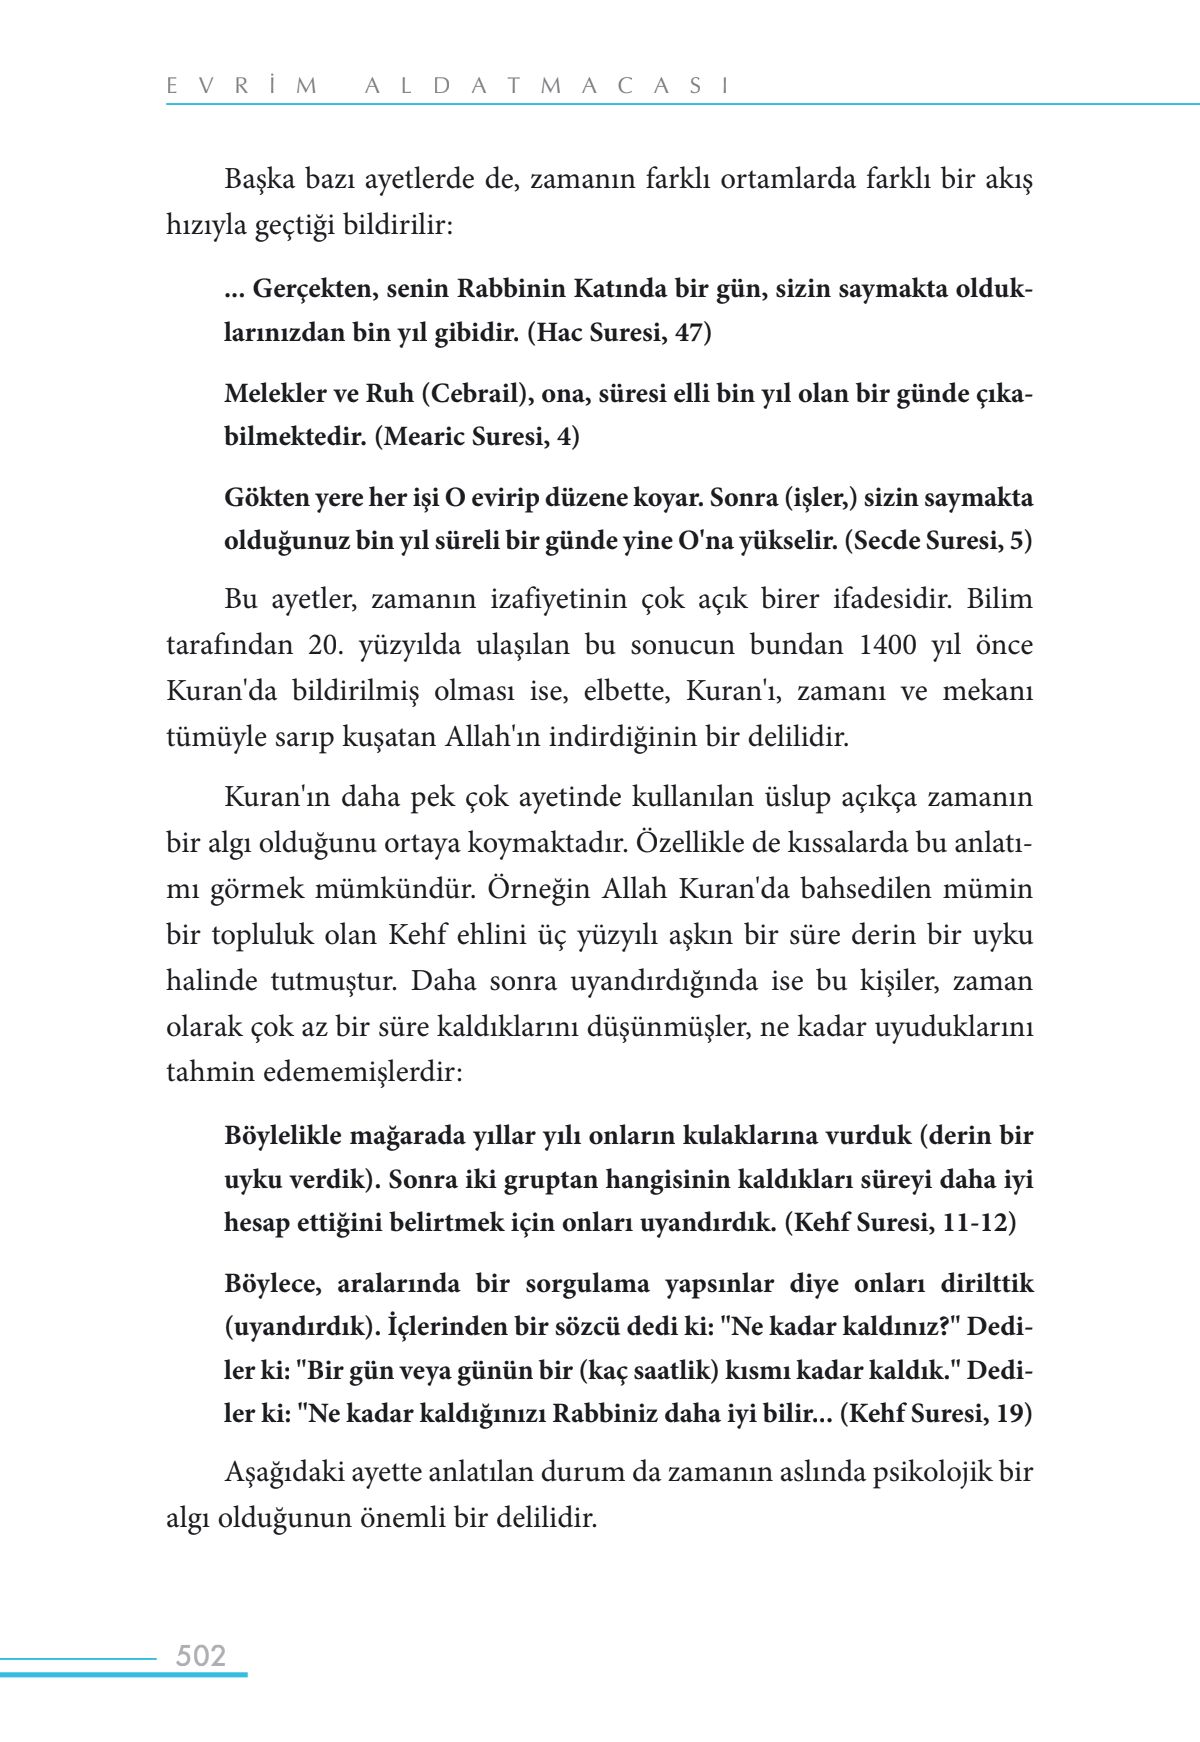 EVRİM ALDATMACASI
Başka bazı ayetlerde de, zamanın farklı ortamlarda farklı bir akış
hızıyla geçtiği bildirilir:
... Gerçekten, senin Rabbinin Katında bir gün, sizin saymakta olduk-
larınızdan bin yıl gibidir. (Hac Suresi, 47)
Melekler ve Ruh (Cebrail), ona, süresi elli bin yıl olan bir günde çıka-
bilmektedir. (Mearic Suresi, 4)
Gökten yere her işi O evirip düzene koyar. Sonra (işler,) sizin saymakta
olduğunuz bin yıl süreli bir günde yine O'na yükselir. (Secde Suresi, 5)
Bu ayetler, zamanın izafiyetinin çok açık birer ifadesidir. Bilim
tarafından 20. yüzyılda ulaşılan bu sonucun bundan 1400 yıl önce
Kuran'da bildirilmiş olması ise, elbette, Kuran'ı, zamanı ve mekanı
tümüyle sarıp kuşatan Allah'ın indirdiğinin bir delilidir.
Kuran'ın daha pek çok ayetinde kullanılan üslup açıkça zamanın
bir algı olduğunu ortaya koymaktadır. Özellikle de kıssalarda bu anlatı-
mı görmek mümkündür. Örneğin Allah Kuran'da bahsedilen mümin
bir topluluk olan Kehf ehlini üç yüzyılı aşkın bir süre derin bir uyku
halinde tutmuştur. Daha sonra uyandırdığında ise bu kişiler, zaman
olarak çok az bir süre kaldıklarını düşünmüşler, ne kadar uyuduklarını
tahmin edememişlerdir:
Böylelikle mağarada yıllar yılı onların kulaklarına vurduk (derin bir
uyku verdik). Sonra iki gruptan hangisinin kaldıkları süreyi daha iyi
hesap ettiğini belirtmek için onları uyandırdık. (Kehf Suresi, 11-12)
Böylece, aralarında bir sorgulama yapsınlar diye onları dirilttik
(uyandırdık). İçlerinden bir sözcü dedi ki: "Ne kadar kaldınız?" Dedi-
ler ki: "Bir gün veya günün bir (kaç saatlik) kısmı kadar kaldık." Dedi-
ler ki: "Ne kadar kaldığınızı Rabbiniz daha iyi bilir... (Kehf Suresi, 19)
Aşağıdaki ayette anlatılan durum da zamanın aslında psikolojik bir
algı olduğunun önemli bir delilidir.
502